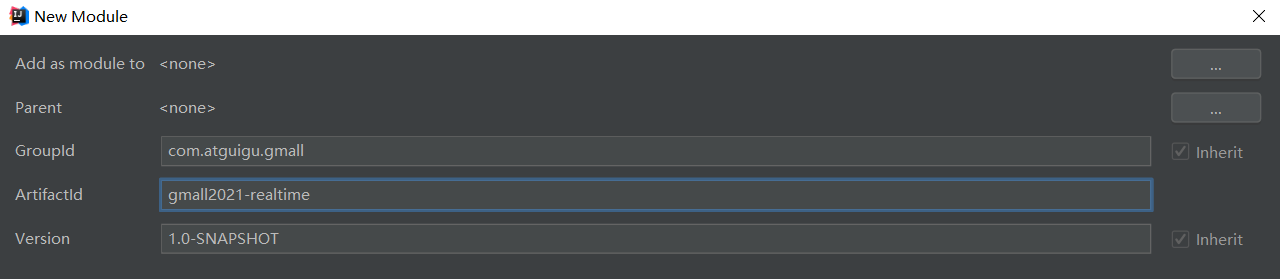 New Module
Add as module to <none> ...
Parent <none> ...
GroupId com.atguigu.gmall Inherit
ArtifactId gmall2021-realtime
Version 1.0-SNAPSHOT Inherit